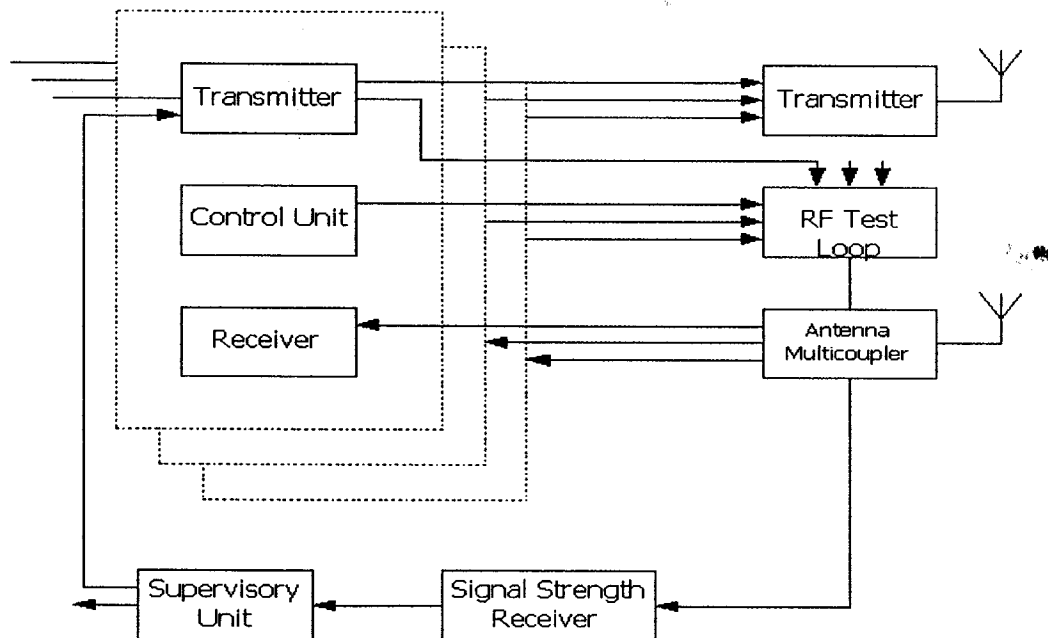 Transmitter
Transmitter
Control Unit
RF Test
Loop
Receiver
Antenna
Multicoupler
Supervisory
Unit
Signal Strength
Receiver